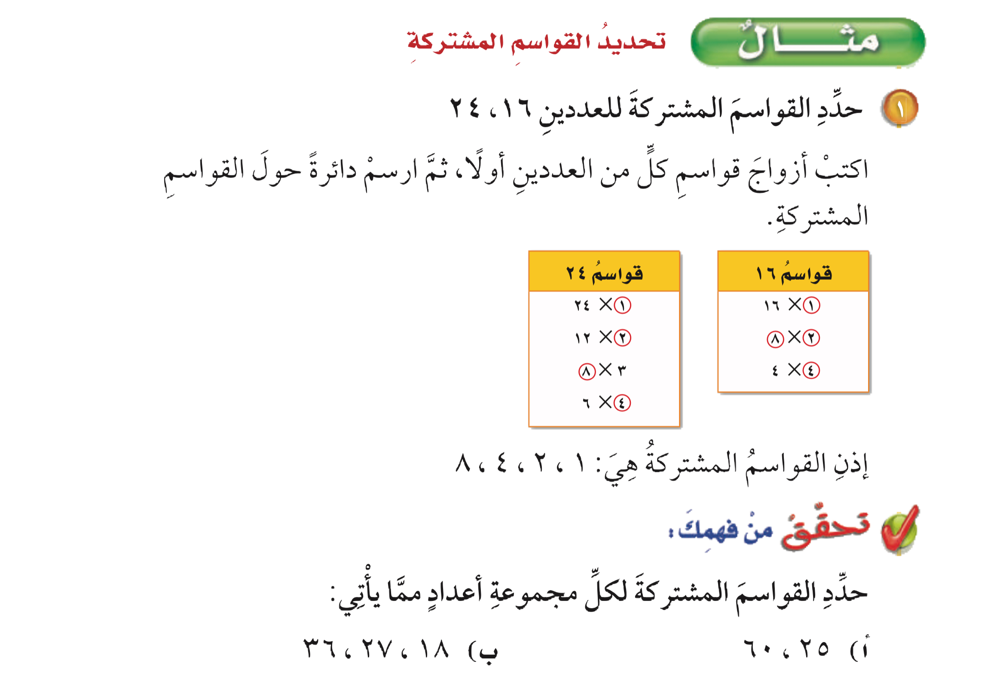 مثالٌ تحديدُ القواسمِ المشتركةِ
١ حدِّدِ القواسمَ المشتركةَ للعددينِ ١٦، ٢٤
اكتبْ أزواجَ قواسمِ كلٍّ من العددينِ أولًا، ثمَّ ارسمْ دائرةً حولَ القواسمِ
المشتركةِ.
قواسمُ ١٦
١ × ١٦
٢ × ٨
٤ × ٤
قواسمُ ٢٤
١ × ٢٤
٢ × ١٢
٣ × ٨
٤ × ٦
إذنِ القواسمُ المشتركةُ هِيَ: ١، ٢، ٤، ٨
تحقَّقْ منْ فهمِكَ:
حدِّدِ القواسمَ المشتركةَ لكلِّ مجموعةِ أعدادٍ ممَّا يأْتِي:
أ) ٢٥، ٦٠ ب) ١٨، ٢٧، ٣٦